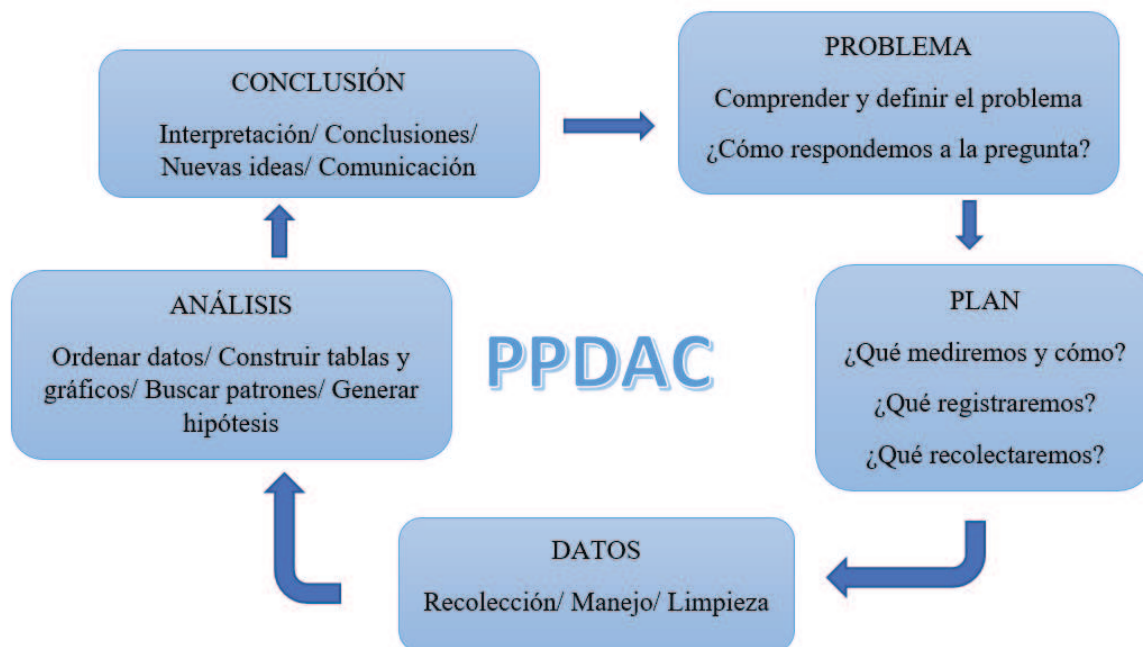 PROBLEMA
Comprender y definir el problema
¿Cómo respondemos a la pregunta?
PLAN
¿Qué mediremos y cómo?
¿Qué registraremos?
¿Qué recolectaremos?
DATOS
Recolección/ Manejo/ Limpieza
ANÁLISIS
Ordenar datos/ Construir tablas y
gráficos/ Buscar patrones/ Generar
hipótesis
CONCLUSIÓN
Interpretación/ Conclusiones/
Nuevas ideas/ Comunicación
PPDAC